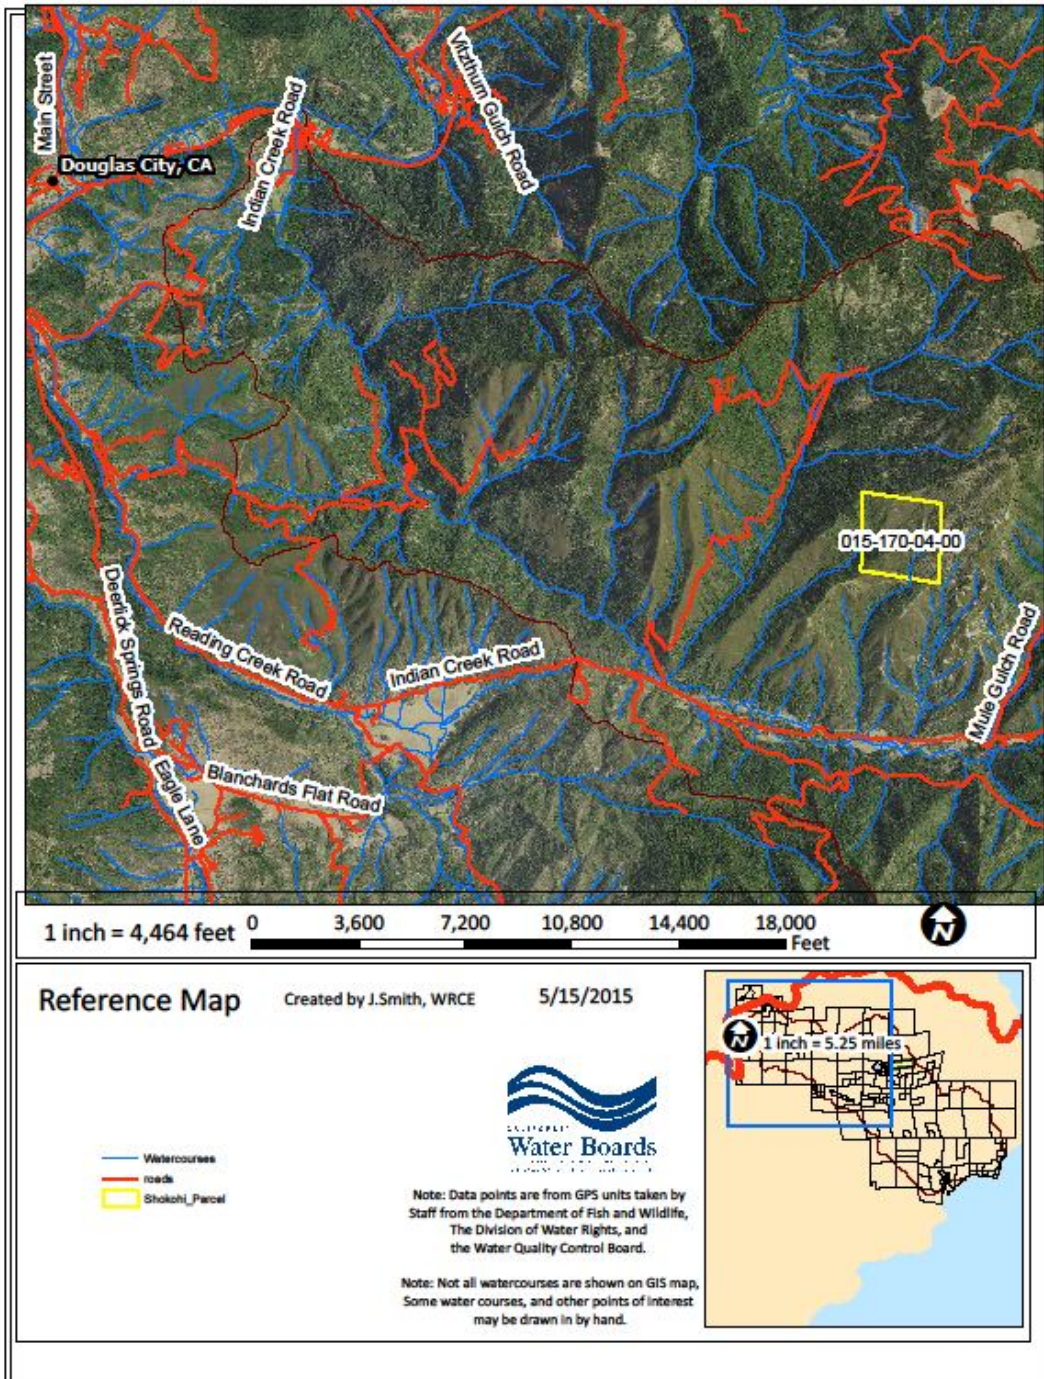 Main Street
Douglas City, CA
Indian Creek Road
Vitzthum Gulch Road
015-170-04-00
Deerlick Springs Road
Reading Creek Road
Indian Creek Road
Mule Gulch Road
Eagle Lane
Blanchards Flat Road
1 inch = 4,464 feet
0 3,600 7,200 10,800 14,400 18,000
Feet
N
Reference Map
Created by J.Smith, WRCE
5/15/2015
N
1 inch = 5.25 miles
Water Boards
Watercourses
roads
Shokohi_Parcel
Note: Data points are from GPS units taken by
Staff from the Department of Fish and Wildlife,
The Division of Water Rights, and
the Water Quality Control Board.
Note: Not all watercourses are shown on GIS map,
Some water courses, and other points of interest
may be drawn in by hand.